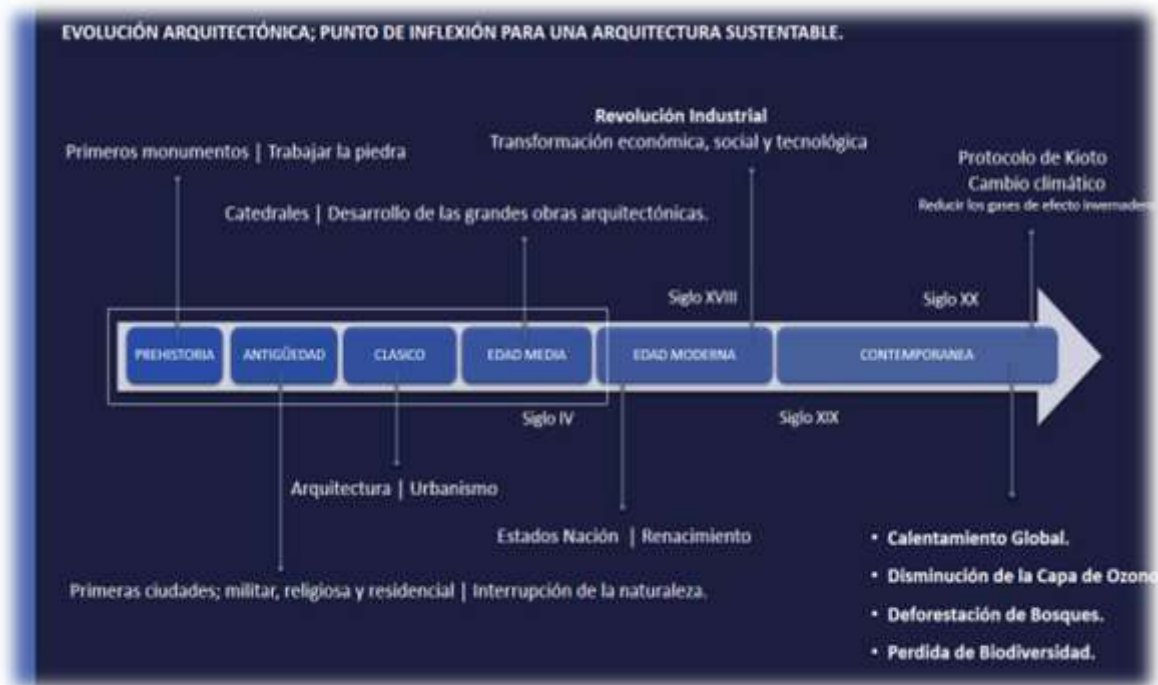 EVOLUCIÓN ARQUITECTÓNICA; PUNTO DE INFLEXIÓN PARA UNA ARQUITECTURA SUSTENTABLE.
Revolución Industrial
Transformación económica, social y tecnológica
Primeros monumentos | Trabajar la piedra
Protocolo de Kioto
Cambio climático
Reducir los gases de efecto invernadero
Catedrales | Desarrollo de las grandes obras arquitectónicas.
Siglo XVIII
Siglo XX
PREHISTORIA
ANTIGÜEDAD
CLASICO
EDAD MEDIA
EDAD MODERNA
CONTEMPORANEA
Siglo IV
Siglo XIX
Arquitectura | Urbanismo
Estados Nación | Renacimiento
Primeras ciudades; militar, religiosa y residencial | Interrupción de la naturaleza.
• Calentamiento Global.
• Disminución de la Capa de Ozono
• Deforestación de Bosques.
• Perdida de Biodiversidad.